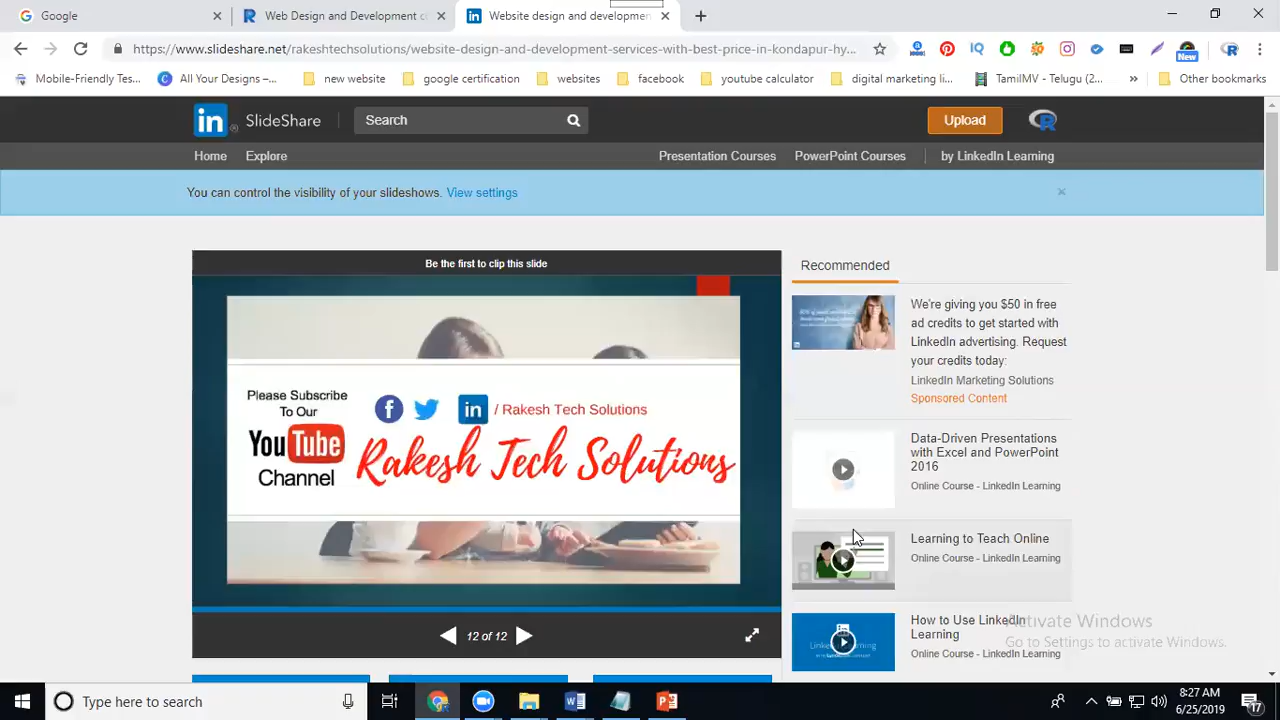 Google
Web Design and Development c
Website design and developmen
https://www.slideshare.net/rakeshtechsolutions/website-design-and-development-services-with-best-price-in-kondapur-hy...
New
Mobile-Friendly Tes...
All Your Designs –...
new website
google certification
websites
facebook
youtube calculator
digital marketing li...
TamilMV - Telugu (2...
Other bookmarks
in SlideShare
Search
Upload
Home
Explore
Presentation Courses
PowerPoint Courses
by LinkedIn Learning
You can control the visibility of your slideshows. View settings
Be the first to clip this slide
Please Subscribe
To Our
YouTube
Channel
/ Rakesh Tech Solutions
Rakesh Tech Solutions
12 of 12
Recommended
We're giving you $50 in free
ad credits to get started with
LinkedIn advertising. Request
your credits today:
LinkedIn Marketing Solutions
Sponsored Content
Data-Driven Presentations
with Excel and PowerPoint
2016
Online Course - LinkedIn Learning
Learning to Teach Online
Online Course - LinkedIn Learning
How to Use LinkedIn
Learning
Online Course - LinkedIn Learning
Activate Windows
Go to Settings to activate Windows.
Type here to search
8:27 AM
6/25/2019
17